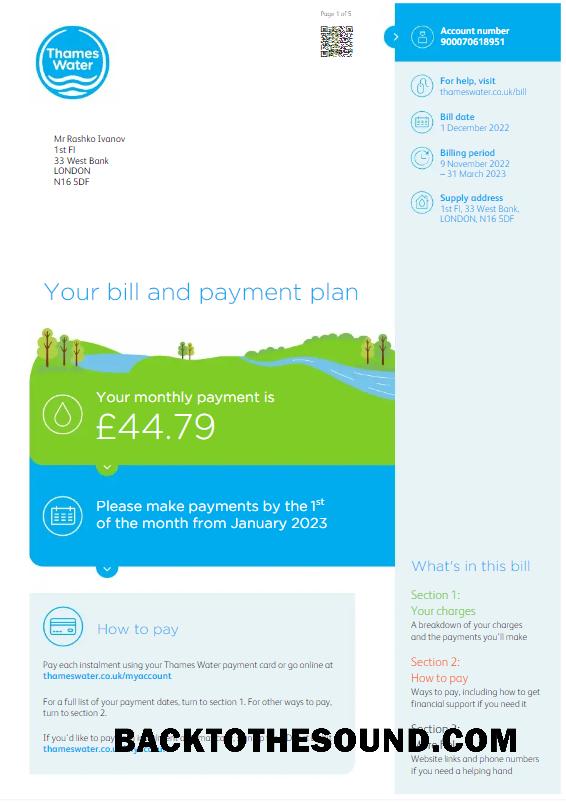 Page 1 of 5
Thames
Water
Account number
900070618951
For help, visit
thameswater.co.uk/bill
Bill date
1 December 2022
Billing period
9 November 2022
– 31 March 2023
Supply address
1st Fl, 33 West Bank,
LONDON, N16 5DF
Mr Rashko Ivanov
1st Fl
33 West Bank
LONDON
N16 5DF
Your bill and payment plan
Your monthly payment is
£44.79
Please make payments by the 1st
of the month from January 2023
How to pay
Pay each instalment using your Thames Water payment card or go online at
thameswater.co.uk/myaccount
For a full list of your payment dates, turn to section 1. For other ways to pay,
turn to section 2.
If you'd like to pay
thameswater.co.
What's in this bill
Section 1:
Your charges
A breakdown of your charges
and the payments you'll make
Section 2:
How to pay
Ways to pay, including how to get
financial support if you need it
Section 3:
Website links and phone numbers
if you need a helping hand
BACKTOTHESOUND.COM